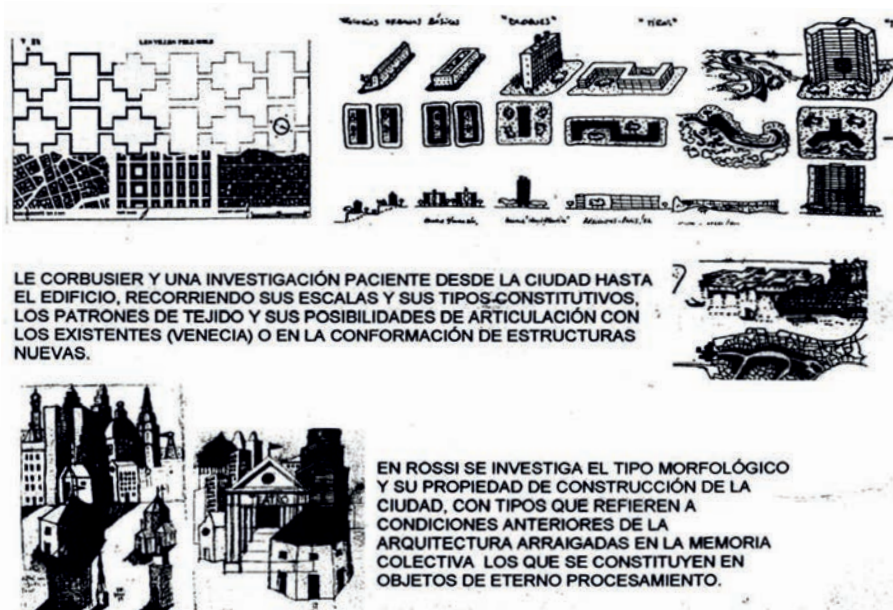 "BLOQUES"
LE CORBUSIER Y UNA INVESTIGACIÓN PACIENTE DESDE LA CIUDAD HASTA
EL EDIFICIO, RECORRIENDO SUS ESCALAS Y SUS TIPOS CONSTITUTIVOS,
LOS PATRONES DE TEJIDO Y SUS POSIBILIDADES DE ARTICULACIÓN CON
LOS EXISTENTES (VENECIA) O EN LA CONFORMACIÓN DE ESTRUCTURAS
NUEVAS.
EN ROSSI SE INVESTIGA EL TIPO MORFOLÓGICO
Y SU PROPIEDAD DE CONSTRUCCIÓN DE LA
CIUDAD, CON TIPOS QUE REFIEREN A
CONDICIONES ANTERIORES DE LA
ARQUITECTURA ARRAIGADAS EN LA MEMORIA
COLECTIVA LOS QUE SE CONSTITUYEN EN
OBJETOS DE ETERNO PROCESAMIENTO.